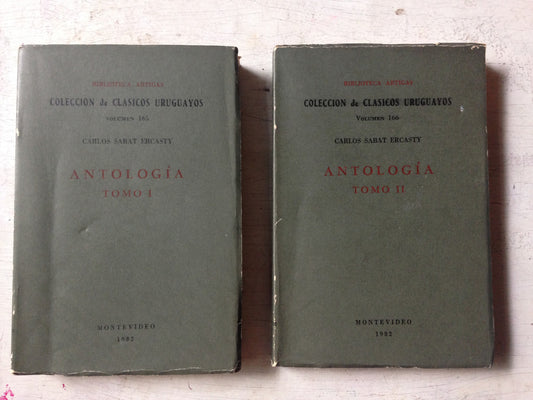 BIBLIOTECA ARTIGAS
COLECCION de CLASICOS URUGUAYOS
VOLUMEN 165
CARLOS SABAT ERCASTY
ANTOLOGÍA
TOMO I
MONTEVIDEO
1982
BIBLIOTECA ARTIGAS
COLECCION de CLASICOS URUGUAYOS
VOLUMEN 166
CARLOS SABAT ERCASTY
ANTOLOGÍA
TOMO II
MONTEVIDEO
1982